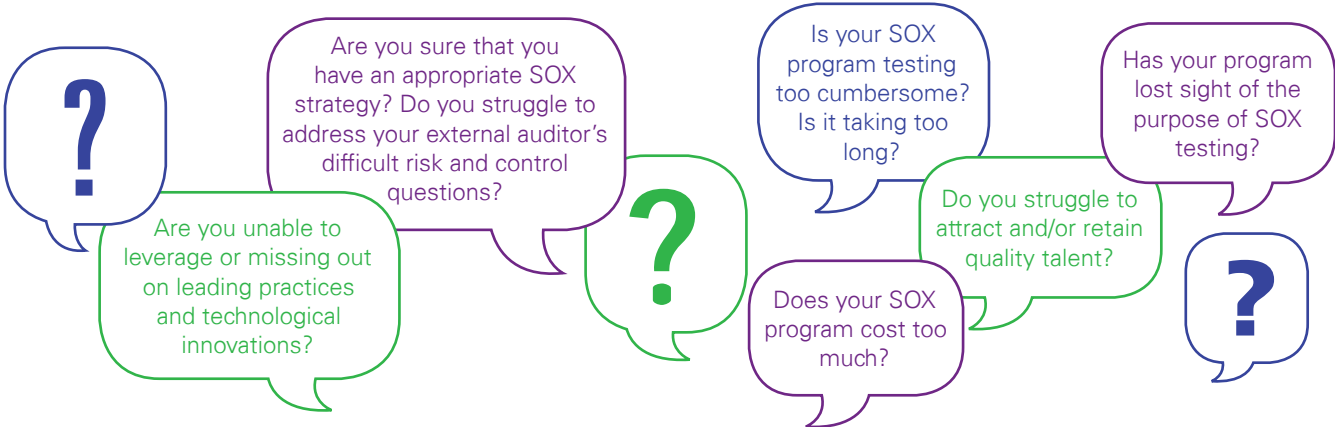 ?
Are you sure that you
have an appropriate SOX
strategy? Do you struggle to
address your external auditor’s
difficult risk and control
questions?
Are you unable to
leverage or missing out
on leading practices
and technological
innovations?
?
Is your SOX
program testing
too cumbersome?
Is it taking too
long?
Does your SOX
program cost too
much?
Do you struggle to
attract and/or retain
quality talent?
Has your program
lost sight of the
purpose of SOX
testing?
?